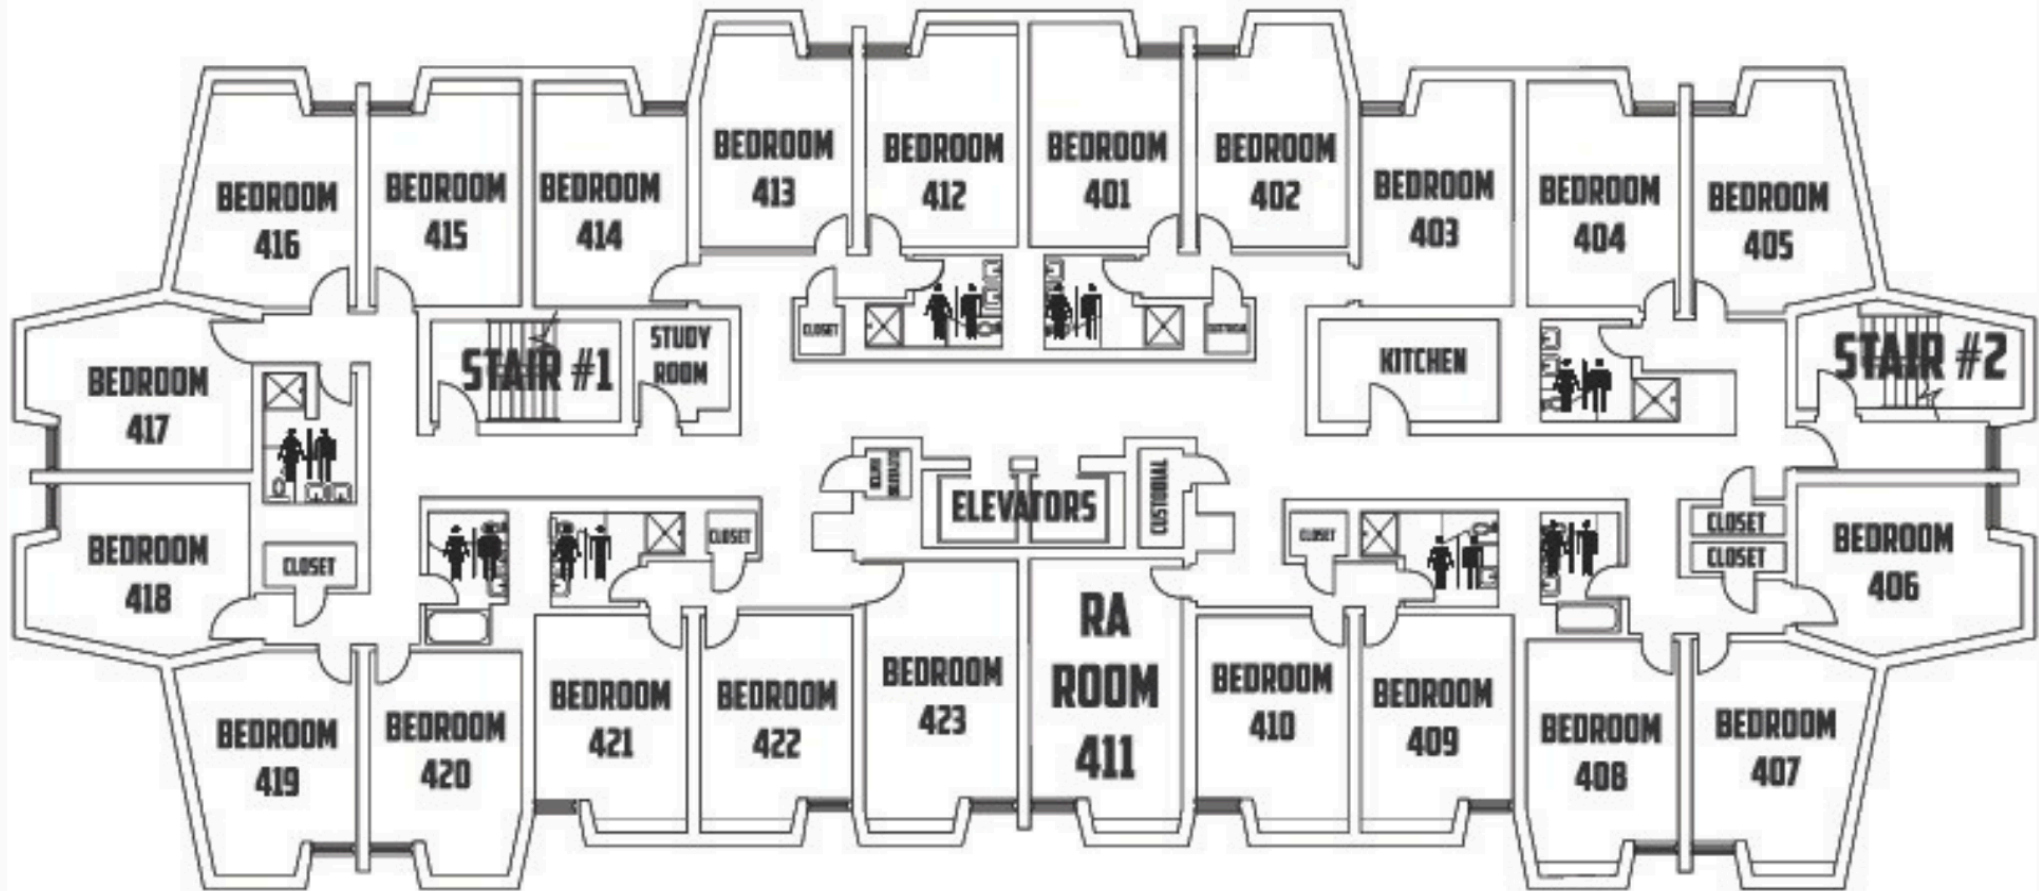 BEDROOM
413
BEDROOM
412
BEDROOM
401
BEDROOM
402
BEDROOM
416
BEDROOM
415
BEDROOM
414
BEDROOM
403
BEDROOM
404
BEDROOM
405
CLOSET
STUDY
ROOM
STAIR #1
KITCHEN
STAIR #2
BEDROOM
417
ELEVATORS
CUSTODIAL
CLOSET
CLOSET
CLOSET
CLOSET
BEDROOM
418
CLOSET
BEDROOM
406
BEDROOM
419
BEDROOM
420
BEDROOM
421
BEDROOM
422
BEDROOM
423
RA
ROOM
411
BEDROOM
410
BEDROOM
409
BEDROOM
408
BEDROOM
407